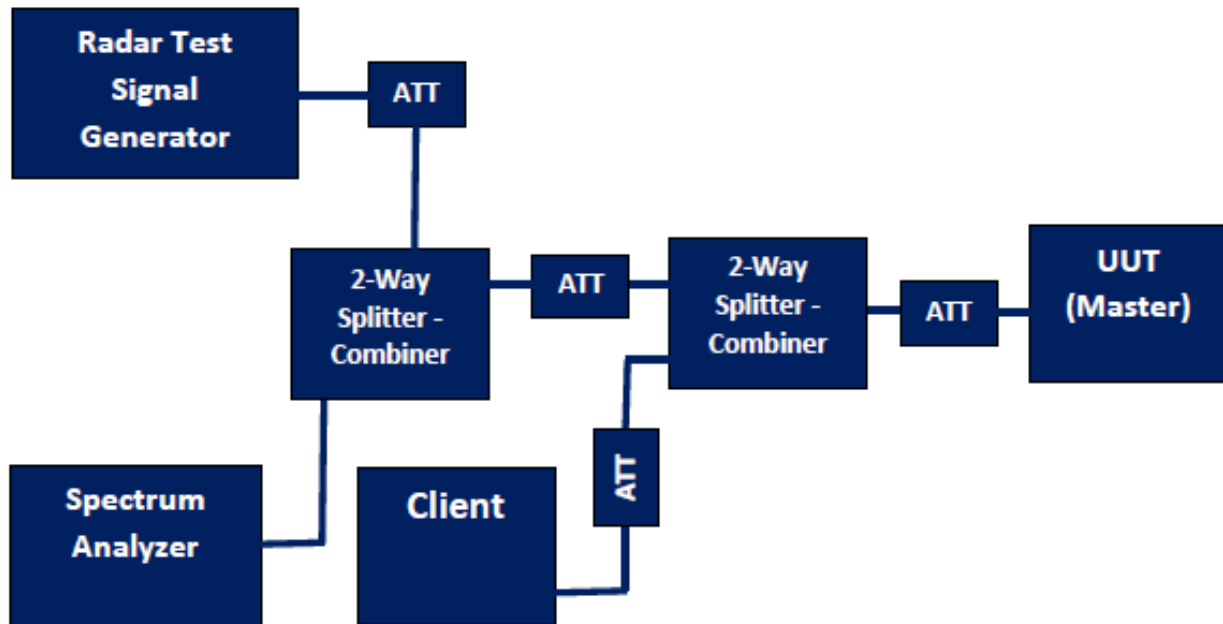 Radar Test
Signal
Generator
ATT
2-Way
Splitter -
Combiner
ATT
2-Way
Splitter -
Combiner
ATT
UUT
(Master)
Spectrum
Analyzer
Client
ATT